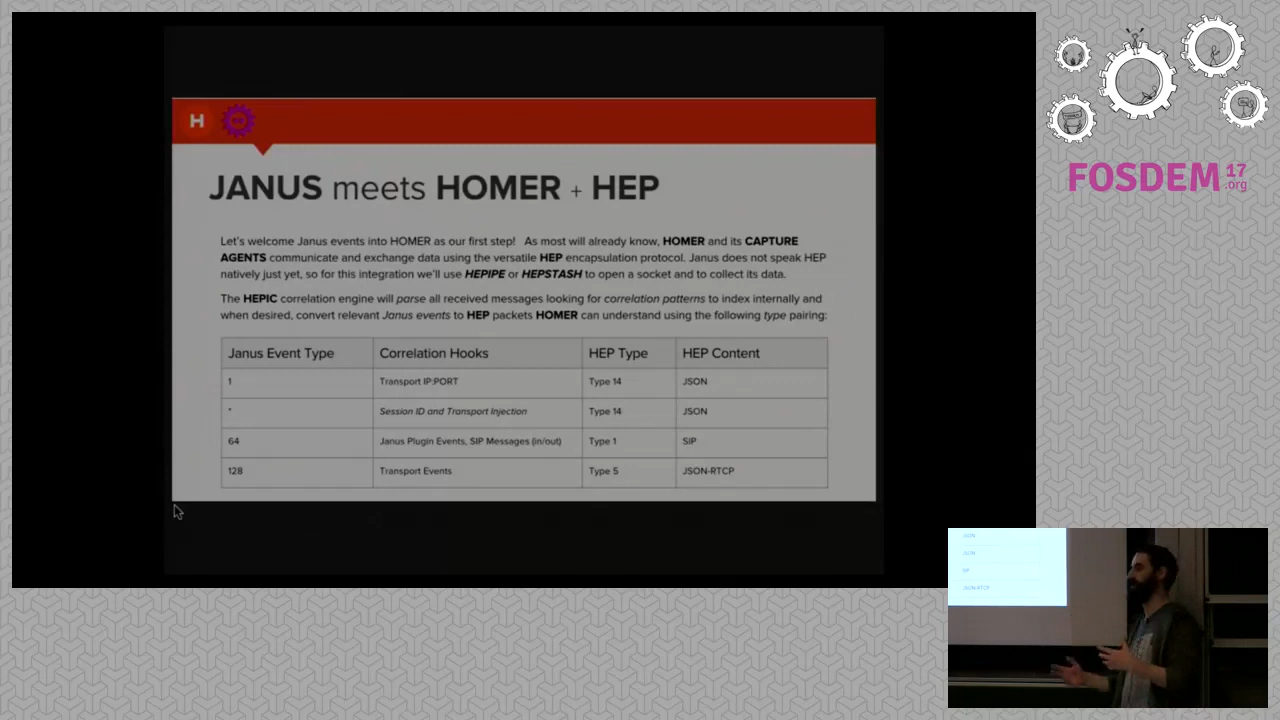 H
JANUS meets HOMER + HEP
Let's welcome Janus events into HOMER as our first step! As most will already know, HOMER and its CAPTURE
AGENTS communicate and exchange data using the versatile HEP encapsulation protocol. Janus does not speak HEP
natively just yet, so for this integration we'll use HEPIPE or HEPSTASH to open a socket and to collect its data.
The HEPIC correlation engine will parse all received messages looking for correlation patterns to index internally and
when desired, convert relevant Janus events to HEP packets HOMER can understand using the following type pairing:
Janus Event Type Correlation Hooks HEP Type HEP Content
1 Transport IP:PORT Type 14 JSON
* Session ID and Transport Injection Type 14 JSON
64 Janus Plugin Events, SIP Messages (in/out) Type 1 SIP
128 Transport Events Type 5 JSON-RTCP
FOSDEM 17
.org
JSON
JSON
SIP
JSON-RTCP